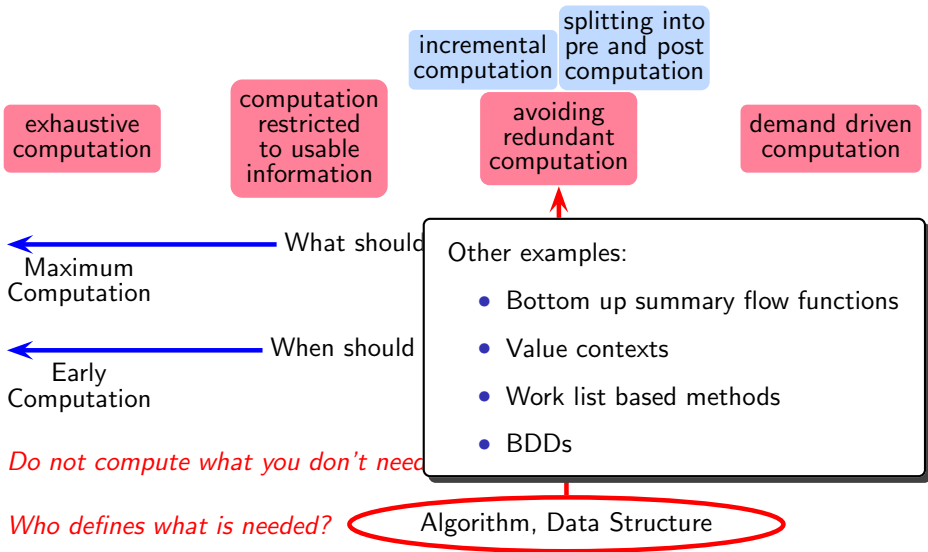 incremental
computation
splitting into
pre and post
computation
exhaustive
computation
computation
restricted
to usable
information
avoiding
redundant
computation
demand driven
computation
What should
Maximum
Computation
When should
Early
Computation
Other examples:
• Bottom up summary flow functions
• Value contexts
• Work list based methods
• BDDs
Do not compute what you don't need
Who defines what is needed?
Algorithm, Data Structure